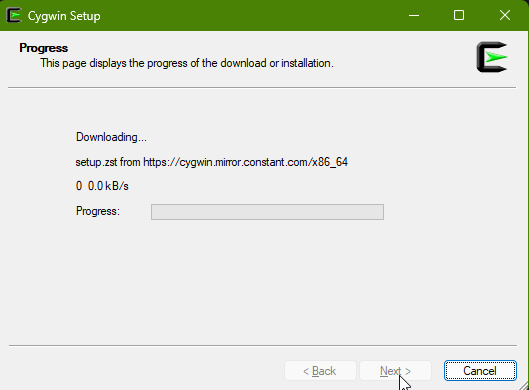 Cygwin Setup
Progress
This page displays the progress of the download or installation.
Downloading...
setup.zst from https://cygwin.mirror.constant.com/x86_64
0 0.0 kB/s
Progress:
< Back
Next >
Cancel